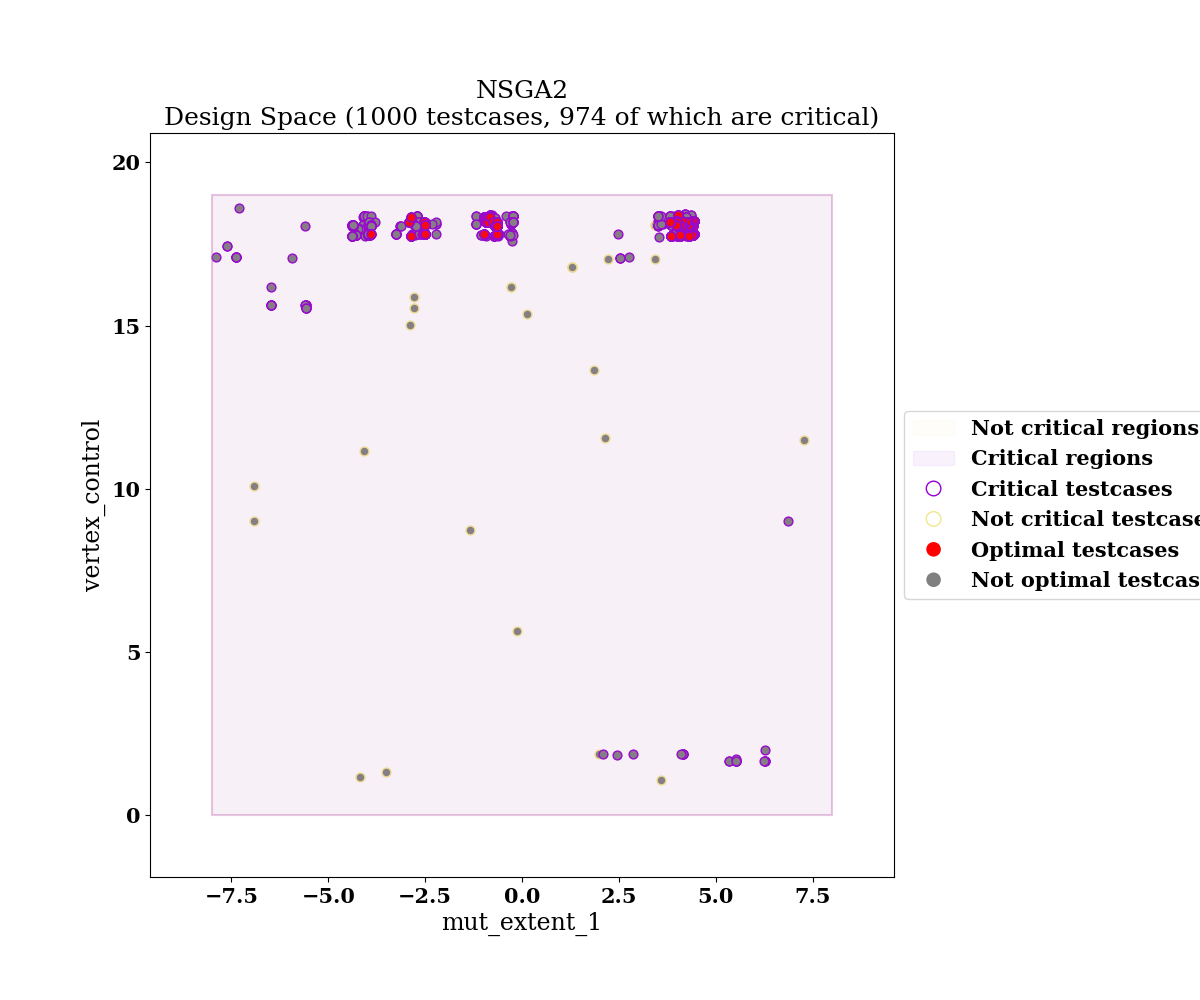 NSGA2
Design Space (1000 testcases, 974 of which are critical)
20
15
10
5
0
−7.5 −5.0 −2.5 0.0 2.5 5.0 7.5
mut_extent_1
vertex_control
Not critical regions
Critical regions
Critical testcases
Not critical testcase
Optimal testcases
Not optimal testcas